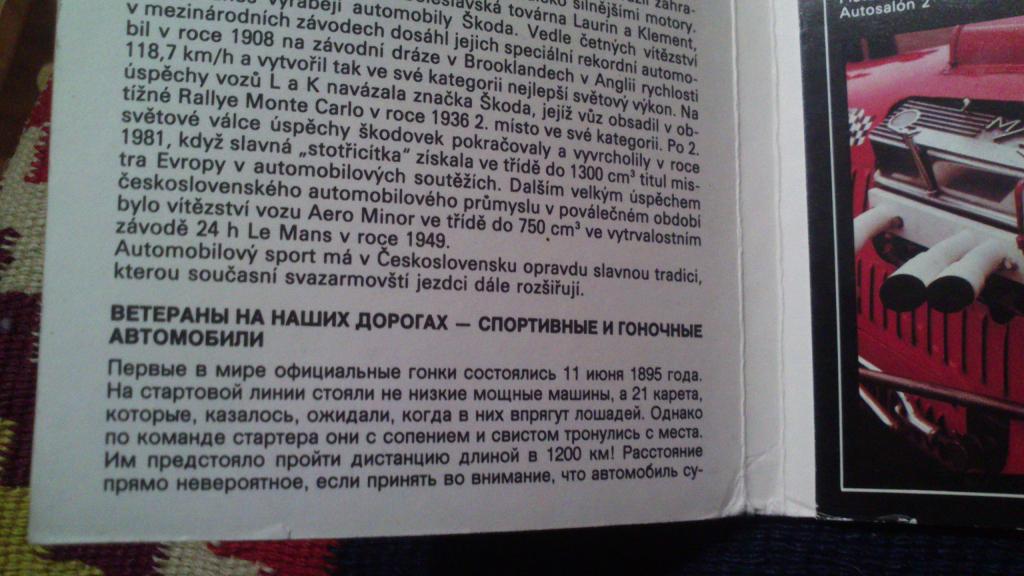 vyrábějí automobily Škoda. Vedle četných vítězství
v mezinárodních závodech dosáhl jejich speciální rekordní automo-
bil v roce 1908 na závodní dráze v Brooklandech v Anglii rychlosti
118,7 km/h a vytvořil tak ve své kategorii nejlepší světový výkon. Na
úspěchy vozů L a K navázala značka Škoda, jejíž vůz obsadil v ob-
tížné Rallye Monte Carlo v roce 1936 2. místo ve své kategorii. Po 2.
světové válce úspěchy škodovek pokračovaly a vyvrcholily v roce
1981, když slavná „stotřicítka“ získala ve třídě do 1300 cm³ titul mis-
tra Evropy v automobilových soutěžích. Dalším velkým úspěchem
československého automobilového průmyslu v poválečném období
bylo vítězství vozu Aero Minor ve třídě do 750 cm³ ve vytrvalostním
závodě 24 h Le Mans v roce 1949.
Automobilový sport má v Československu opravdu slavnou tradici,
kterou současní svazarmovští jezdci dále rozšiřují.
ВЕТЕРАНЫ НА НАШИХ ДОРОГАХ — СПОРТИВНЫЕ И ГОНОЧНЫЕ
АВТОМОБИЛИ
Первые в мире официальные гонки состоялись 11 июня 1895 года.
На стартовой линии стояли не низкие мощные машины, а 21 карета,
которые, казалось, ожидали, когда в них впрягут лошадей. Однако
по команде стартера они с сопением и свистом тронулись с места.
Им предстояло пройти дистанцию длиной в 1200 км! Расстояние
прямо невероятное, если принять во внимание, что автомобиль су-
Autosalón 2